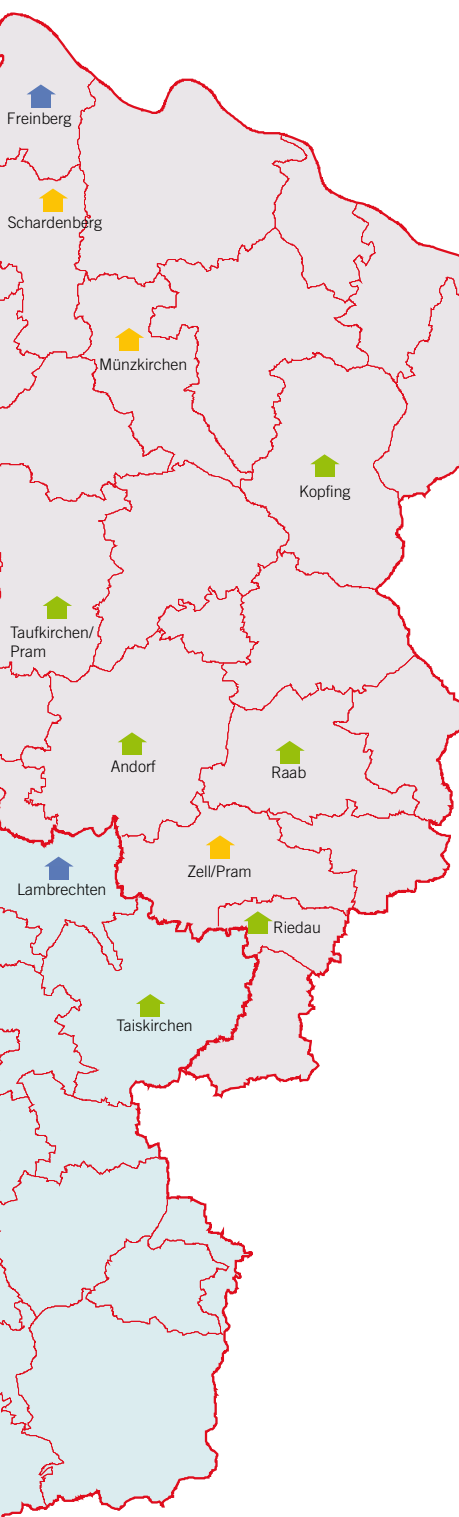 Freinberg
Schardenberg
Münzkirchen
Kopfing
Taufkirchen/
Pram
Andorf
Raab
Zell/Pram
Lambrechten
Riedau
Taiskirchen